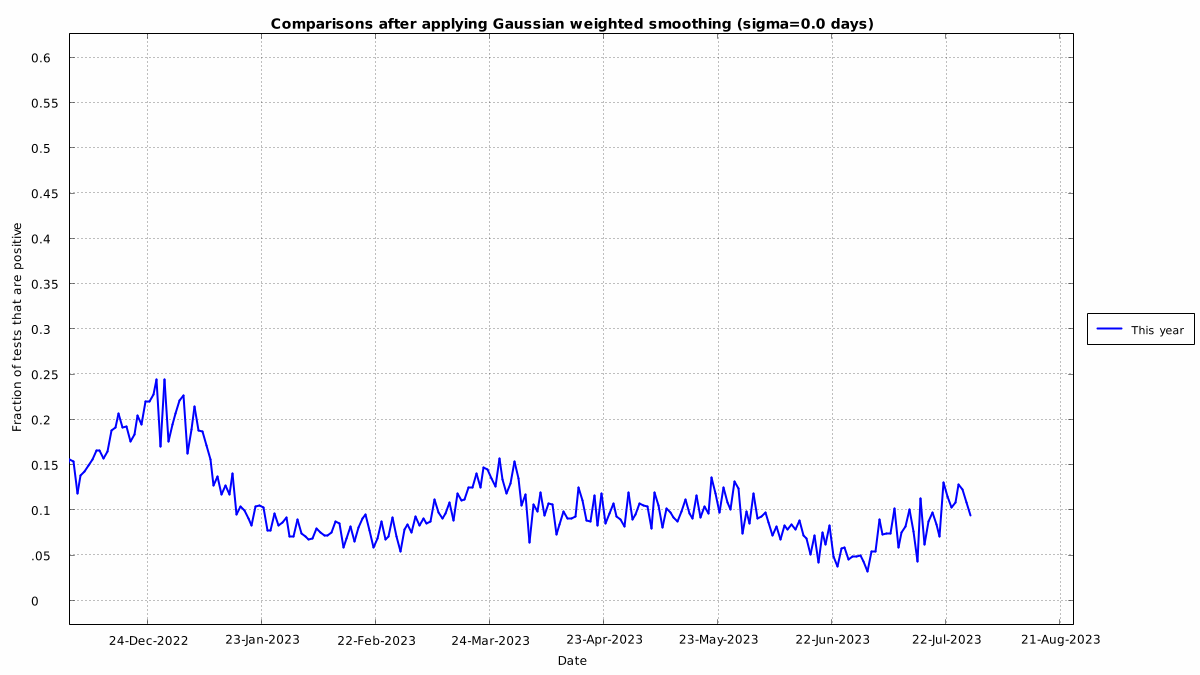 Comparisons after applying Gaussian weighted smoothing (sigma=0.0 days)
0.6
0.55
0.5
0.45
0.4
0.35
0.3
0.25
0.2
0.15
0.1
.05
0
Fraction of tests that are positive
This year
24-Dec-2022 23-Jan-2023 22-Feb-2023 24-Mar-2023 23-Apr-2023 23-May-2023 22-Jun-2023 22-Jul-2023 21-Aug-2023
Date